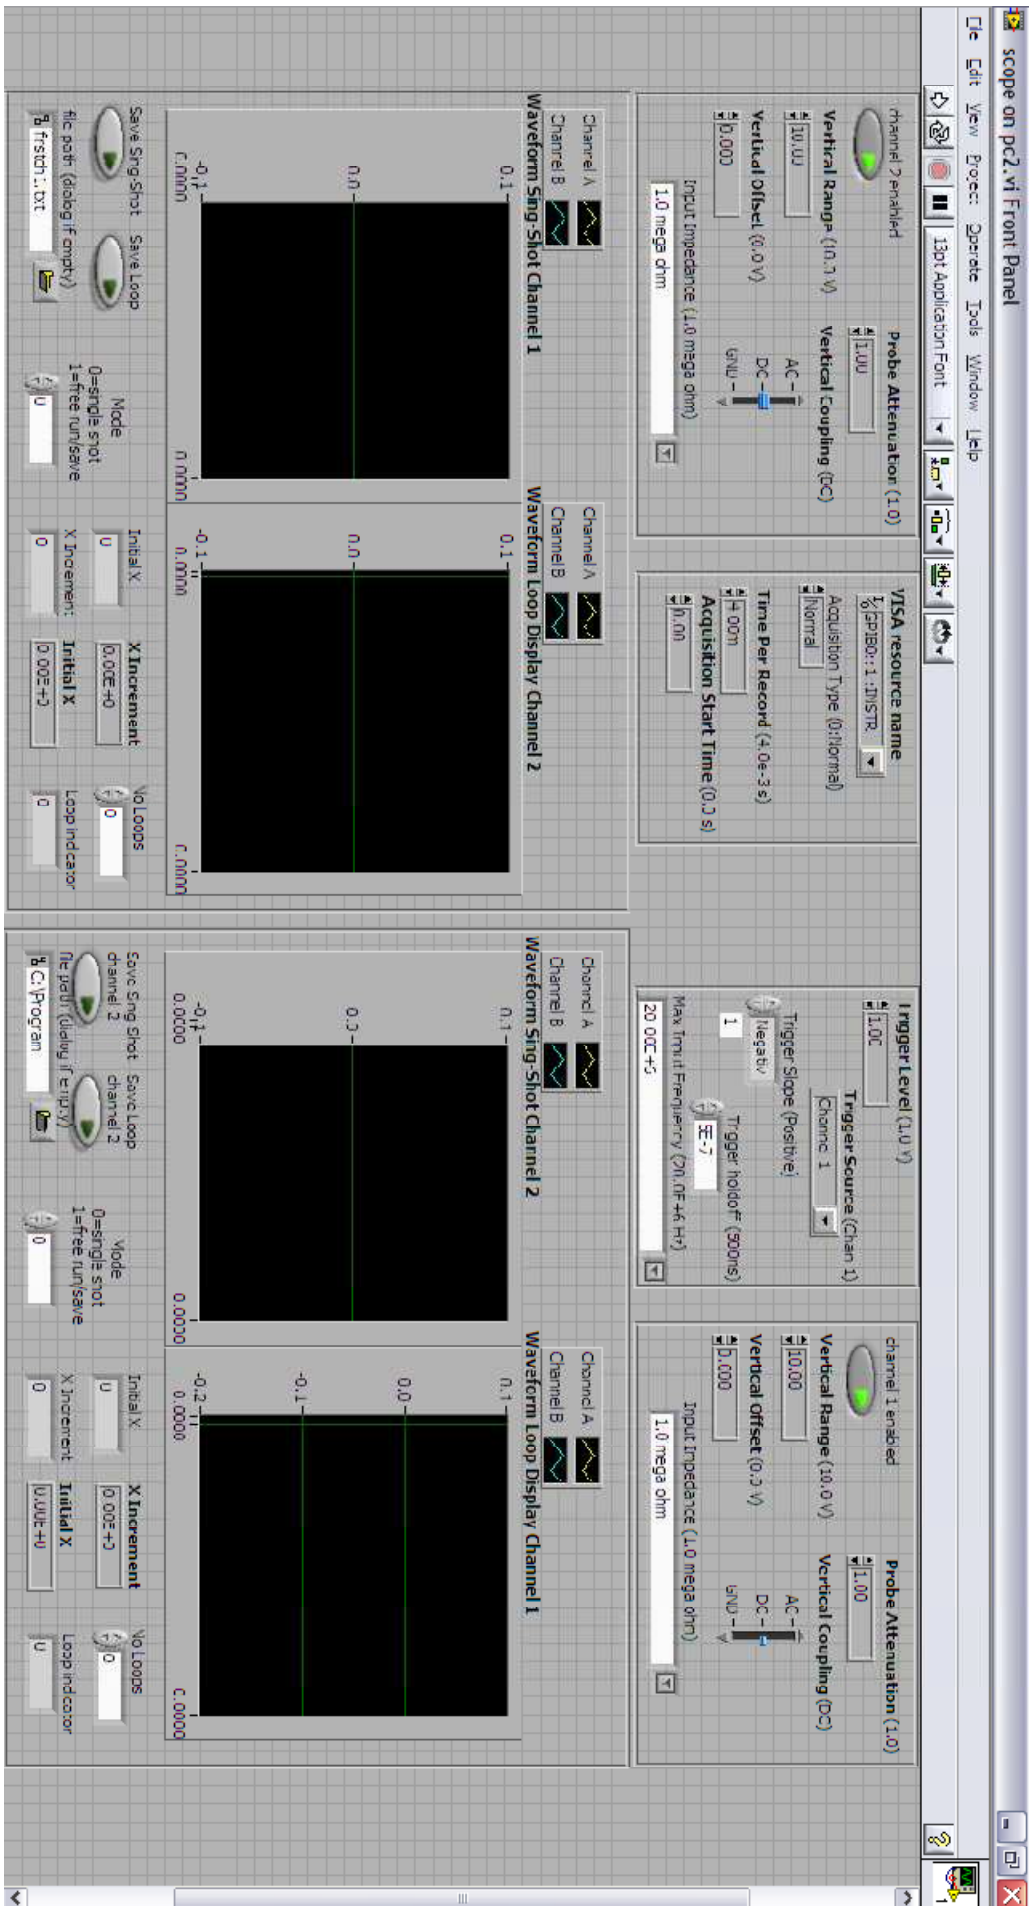 scope on pc2.vi Front Panel
File Edit View Project Operate Tools Window Help
13pt Application Font
channel 2 enabled
Probe Attenuation (1.0)
1.00
Vertical Range (10.0 V)
10.00
Vertical Coupling (DC)
AC
DC
GND
Vertical Offset (0.0 V)
0.000
Input Impedance (1.0 mega ohm)
1.0 mega ohm
VISA resource name
GPIB0::1::INSTR
Acquisition Type (0:Normal)
Normal
Time Per Record (4.0e-3 s)
4.00m
Acquisition Start Time (0.0 s)
0.00
Trigger Level (1.0 V)
1.00
Trigger Source (Chan 1)
Channel 1
Trigger Slope (Positive)
Negativ
1
Trigger holdoff (500ns)
5E-7
Max Input Frequency (20.0E+6 Hz)
20.00E+6
channel 1 enabled
Probe Attenuation (1.0)
1.00
Vertical Range (10.0 V)
10.00
Vertical Coupling (DC)
AC
DC
GND
Vertical Offset (0.0 V)
0.000
Input Impedance (1.0 mega ohm)
1.0 mega ohm
Channel A
Channel B
Waveform Sing-Shot Channel 1
0.1
0.0
-0.1
0.0000
0.0000
Channel A
Channel B
Waveform Loop Display Channel 2
0.1
0.0
-0.1
0.0000
0.0000
Save Sing-Shot
Save Loop
file path (dialog if empty)
frstch1.txt
Mode
0=single shot
1=free run/save
0
Initial X
0
X Increment
0
X Increment
0.00E+0
Initial X
0.00E+0
No Loops
0
Loop indicator
0
Channel A
Channel B
Waveform Sing-Shot Channel 2
0.1
0.0
-0.1
0.0000
0.0000
Channel A
Channel B
Waveform Loop Display Channel 1
0.1
0.0
-0.1
-0.2
0.0000
0.0000
Save Sing Shot
channel 2
Save Loop
channel 2
file path (dialog if empty)
C:\Program
Mode
0=single shot
1=free run/save
0
Initial X
0
X Increment
0
X Increment
0.00E+0
Initial X
0.00E+0
No Loops
0
Loop indicator
0
1